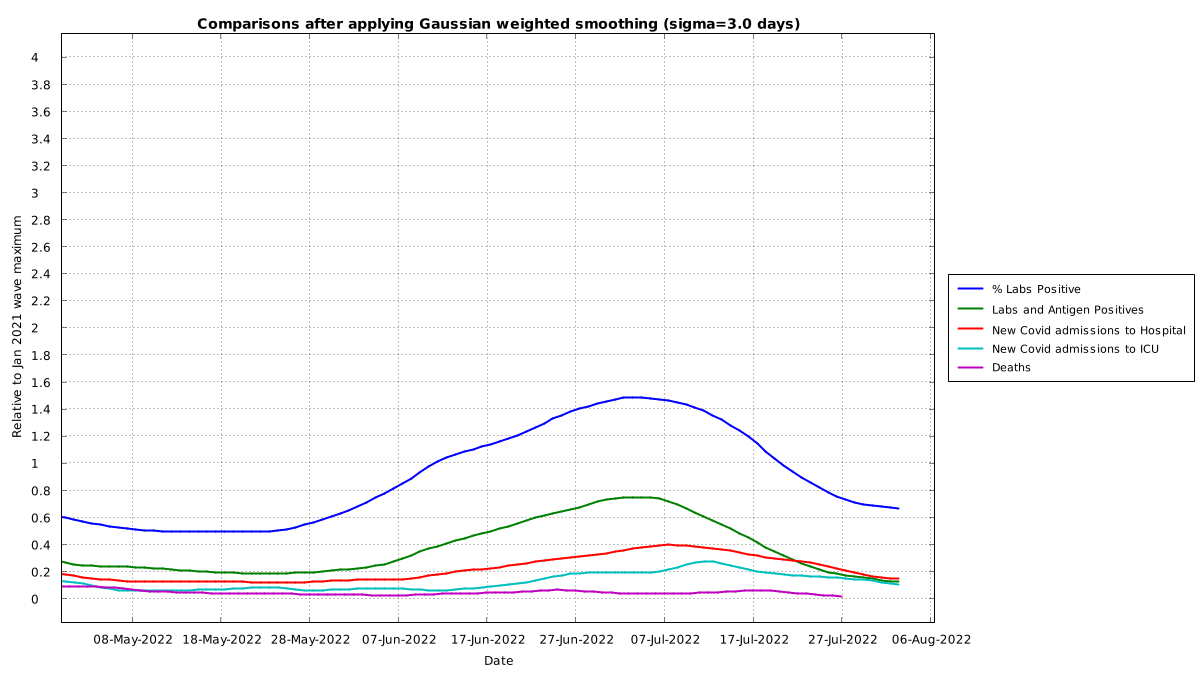 Comparisons after applying Gaussian weighted smoothing (sigma=3.0 days)
Relative to Jan 2021 wave maximum
4
3.8
3.6
3.4
3.2
3
2.8
2.6
2.4
2.2
2
1.8
1.6
1.4
1.2
1
0.8
0.6
0.4
0.2
0
08-May-2022 18-May-2022 28-May-2022 07-Jun-2022 17-Jun-2022 27-Jun-2022 07-Jul-2022 17-Jul-2022 27-Jul-2022 06-Aug-2022
Date
% Labs Positive
Labs and Antigen Positives
New Covid admissions to Hospital
New Covid admissions to ICU
Deaths